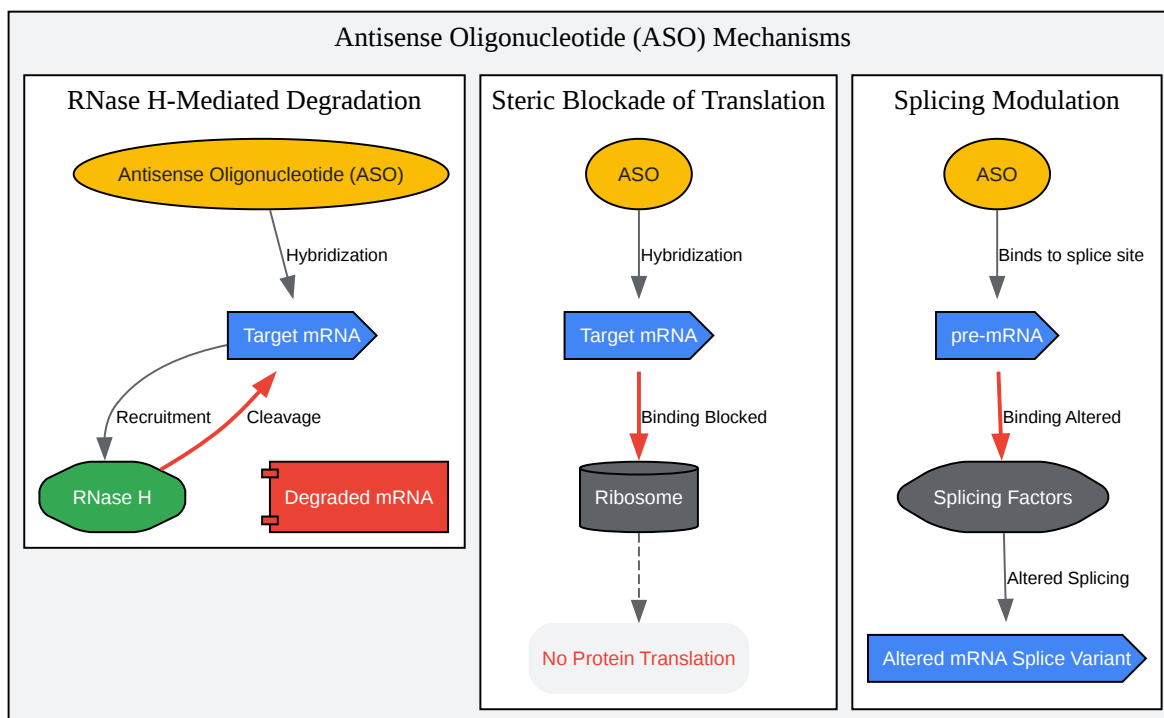 Antisense Oligonucleotide (ASO) Mechanisms
RNase H-Mediated Degradation
Antisense Oligonucleotide (ASO)
Hybridization
Target mRNA
Recruitment
Cleavage
RNase H
Degraded mRNA
Steric Blockade of Translation
ASO
Hybridization
Target mRNA
Binding Blocked
Ribosome
No Protein Translation
Splicing Modulation
ASO
Binds to splice site
pre-mRNA
Binding Altered
Splicing Factors
Altered Splicing
Altered mRNA Splice Variant